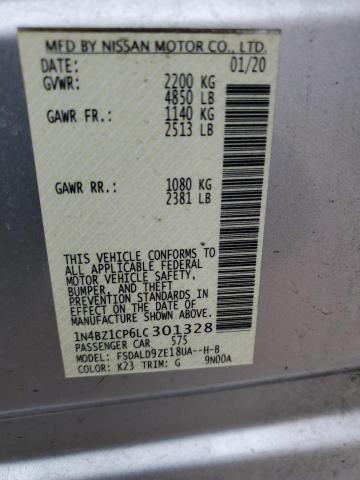 MFD BY NISSAN MOTOR CO., LTD.
DATE: 01/20
GVWR: 2200 KG
4850 LB
GAWR FR.: 1140 KG
2513 LB
GAWR RR.: 1080 KG
2381 LB
THIS VEHICLE CONFORMS TO
ALL APPLICABLE FEDERAL
MOTOR VEHICLE SAFETY,
BUMPER, AND THEFT
PREVENTION STANDARDS IN
EFFECT ON THE DATE OF
MANUFACTURE SHOWN ABOVE.
1N4BZ1CP6LC301328
PASSENGER CAR 575
MODEL: FSDALD9ZE18UA--H-B
COLOR: K23 TRIM: G 9N00A